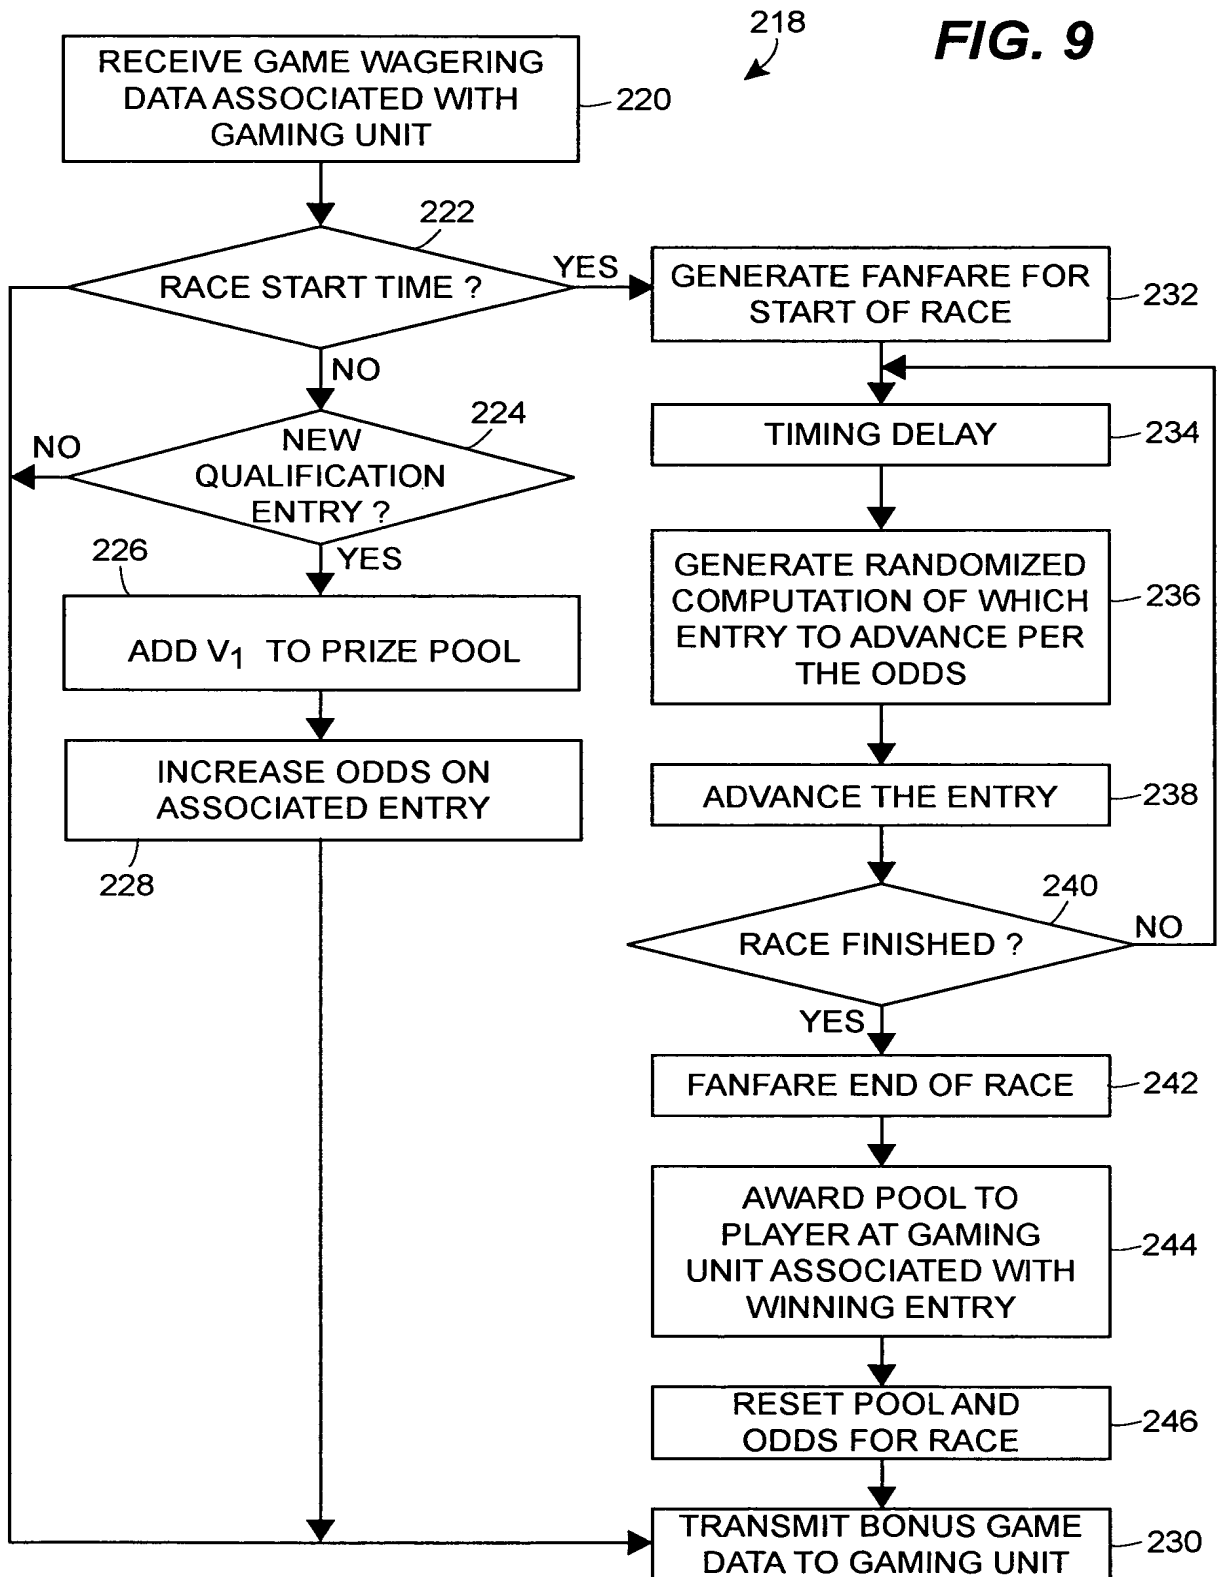 218
FIG. 9
RECEIVE GAME WAGERING
DATA ASSOCIATED WITH
GAMING UNIT
220
222
RACE START TIME ?
YES
NO
GENERATE FANFARE FOR
START OF RACE
232
224
NEW
QUALIFICATION
ENTRY ?
NO
YES
TIMING DELAY
234
226
ADD V1 TO PRIZE POOL
GENERATE RANDOMIZED
COMPUTATION OF WHICH
ENTRY TO ADVANCE PER
THE ODDS
236
INCREASE ODDS ON
ASSOCIATED ENTRY
228
ADVANCE THE ENTRY
238
240
RACE FINISHED ?
NO
YES
FANFARE END OF RACE
242
AWARD POOL TO
PLAYER AT GAMING
UNIT ASSOCIATED WITH
WINNING ENTRY
244
RESET POOL AND
ODDS FOR RACE
246
TRANSMIT BONUS GAME
DATA TO GAMING UNIT
230